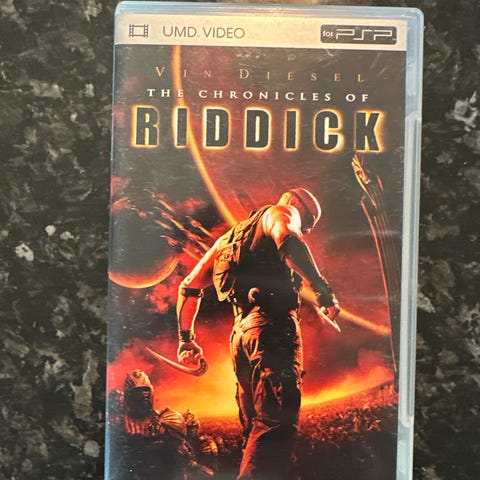 UMD. VIDEO
for PSP
VIN DIESEL
THE CHRONICLES OF
RIDDICK